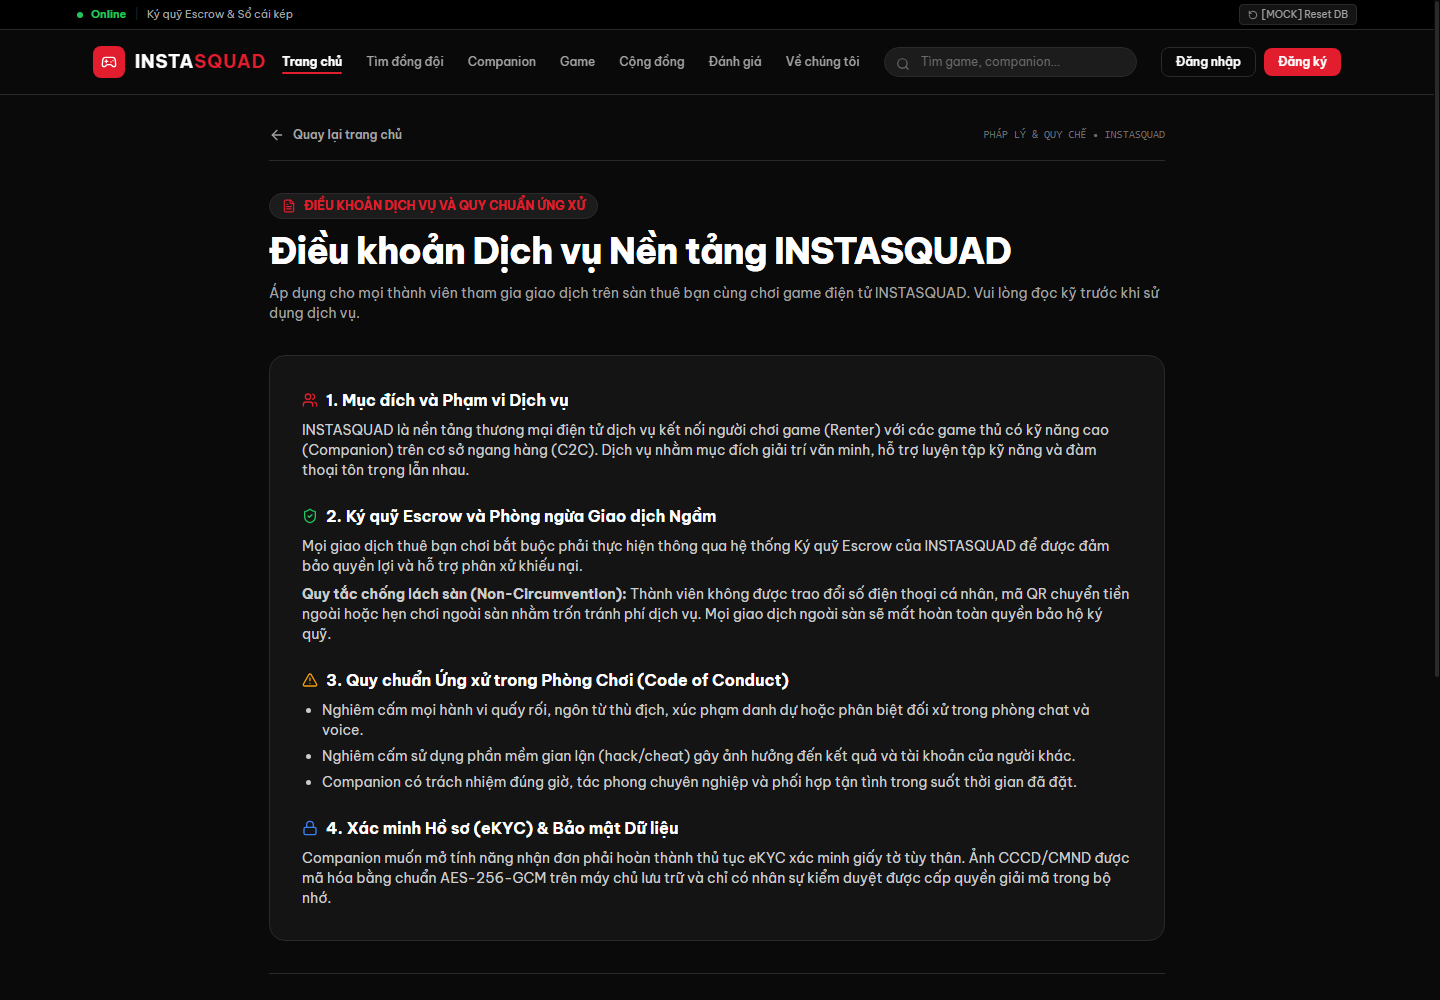 Online
Ký quỹ Escrow & Sổ cái kép
[MOCK] Reset DB
INSTASQUAD
Trang chủ
Tìm đồng đội
Companion
Game
Cộng đồng
Đánh giá
Về chúng tôi
Tìm game, companion...
Đăng nhập
Đăng ký
Quay lại trang chủ
PHÁP LÝ & QUY CHẾ • INSTASQUAD
ĐIỀU KHOẢN DỊCH VỤ VÀ QUY CHUẨN ỨNG XỬ
Điều khoản Dịch vụ Nền tảng INSTASQUAD
Áp dụng cho mọi thành viên tham gia giao dịch trên sàn thuê bạn cùng chơi game điện tử INSTASQUAD. Vui lòng đọc kỹ trước khi sử
dụng dịch vụ.
1. Mục đích và Phạm vi Dịch vụ
INSTASQUAD là nền tảng thương mại điện tử dịch vụ kết nối người chơi game (Renter) với các game thủ có kỹ năng cao
(Companion) trên cơ sở ngang hàng (C2C). Dịch vụ nhằm mục đích giải trí văn minh, hỗ trợ luyện tập kỹ năng và đàm
thoại tôn trọng lẫn nhau.
2. Ký quỹ Escrow và Phòng ngừa Giao dịch Ngầm
Mọi giao dịch thuê bạn chơi bắt buộc phải thực hiện thông qua hệ thống Ký quỹ Escrow của INSTASQUAD để được đảm
bảo quyền lợi và hỗ trợ phân xử khiếu nại.
Quy tắc chống lách sàn (Non-Circumvention): Thành viên không được trao đổi số điện thoại cá nhân, mã QR chuyển tiền
ngoài hoặc hẹn chơi ngoài sàn nhằm trốn tránh phí dịch vụ. Mọi giao dịch ngoài sàn sẽ mất hoàn toàn quyền bảo hộ ký
quỹ.
3. Quy chuẩn Ứng xử trong Phòng Chơi (Code of Conduct)
• Nghiêm cấm mọi hành vi quấy rối, ngôn từ thù địch, xúc phạm danh dự hoặc phân biệt đối xử trong phòng chat và
voice.
• Nghiêm cấm sử dụng phần mềm gian lận (hack/cheat) gây ảnh hưởng đến kết quả và tài khoản của người khác.
• Companion có trách nhiệm đúng giờ, tác phong chuyên nghiệp và phối hợp tận tình trong suốt thời gian đã đặt.
4. Xác minh Hồ sơ (eKYC) & Bảo mật Dữ liệu
Companion muốn mở tính năng nhận đơn phải hoàn thành thủ tục eKYC xác minh giấy tờ tùy thân. Ảnh CCCD/CMND được
mã hóa bằng chuẩn AES-256-GCM trên máy chủ lưu trữ và chỉ có nhân sự kiểm duyệt được cấp quyền giải mã trong bộ
nhớ.